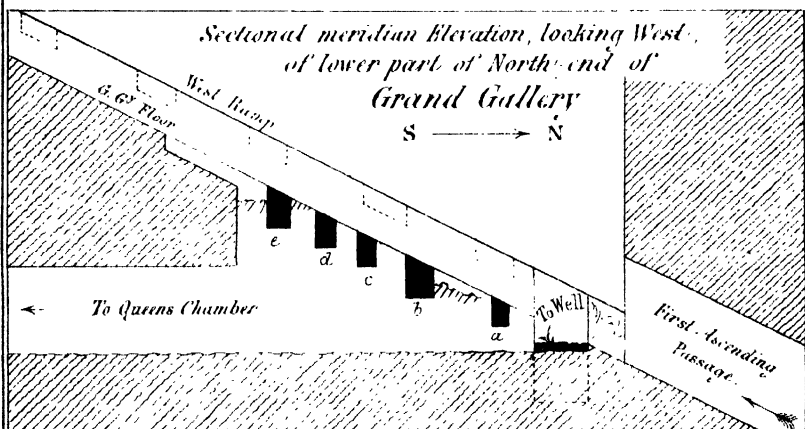 Sectional meridian Elevation, looking West,
of lower part of North end of
Grand Gallery
S N
West Ramp
G. Gy Floor
e
d
c
b
a
To Well
To Queens Chamber
First Ascending
Passage.